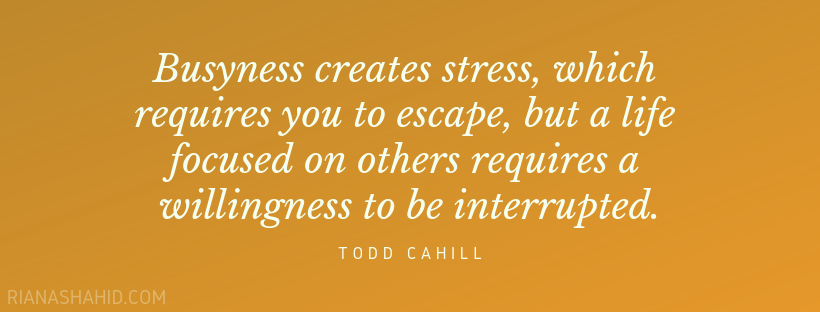 Busyness creates stress, which
requires you to escape, but a life
focused on others requires a
willingness to be interrupted.
TODD CAHILL
RIANASHAHID.COM